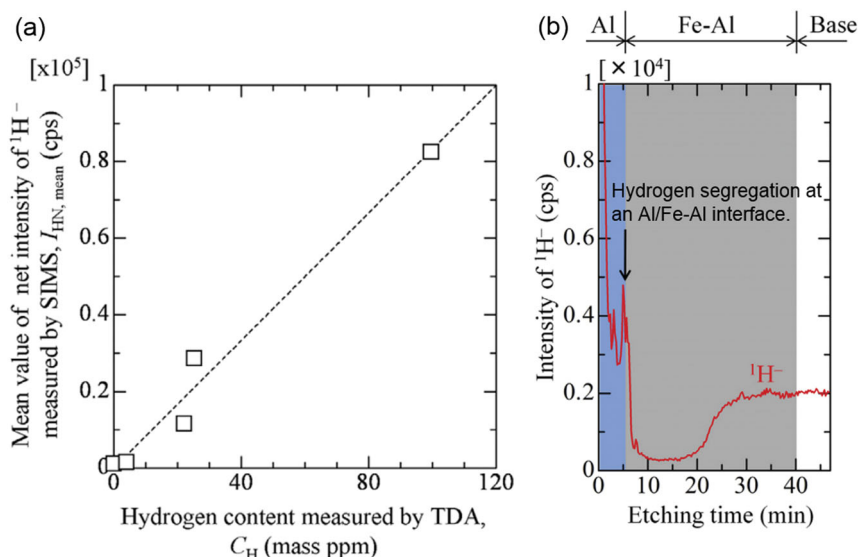 (a)
[x10⁵]
Mean value of net intensity of ¹H⁻
measured by SIMS, I_HN, mean (cps)
1
0.8
0.6
0.4
0.2
0
0 40 80 120
Hydrogen content measured by TDA,
C_H (mass ppm)
(b)
Al Fe-Al Base
[×10⁴]
Intensity of ¹H⁻ (cps)
1
0.8
0.6
0.4
0.2
0
Hydrogen segregation at
an Al/Fe-Al interface.
¹H⁻
0 10 20 30 40
Etching time (min)